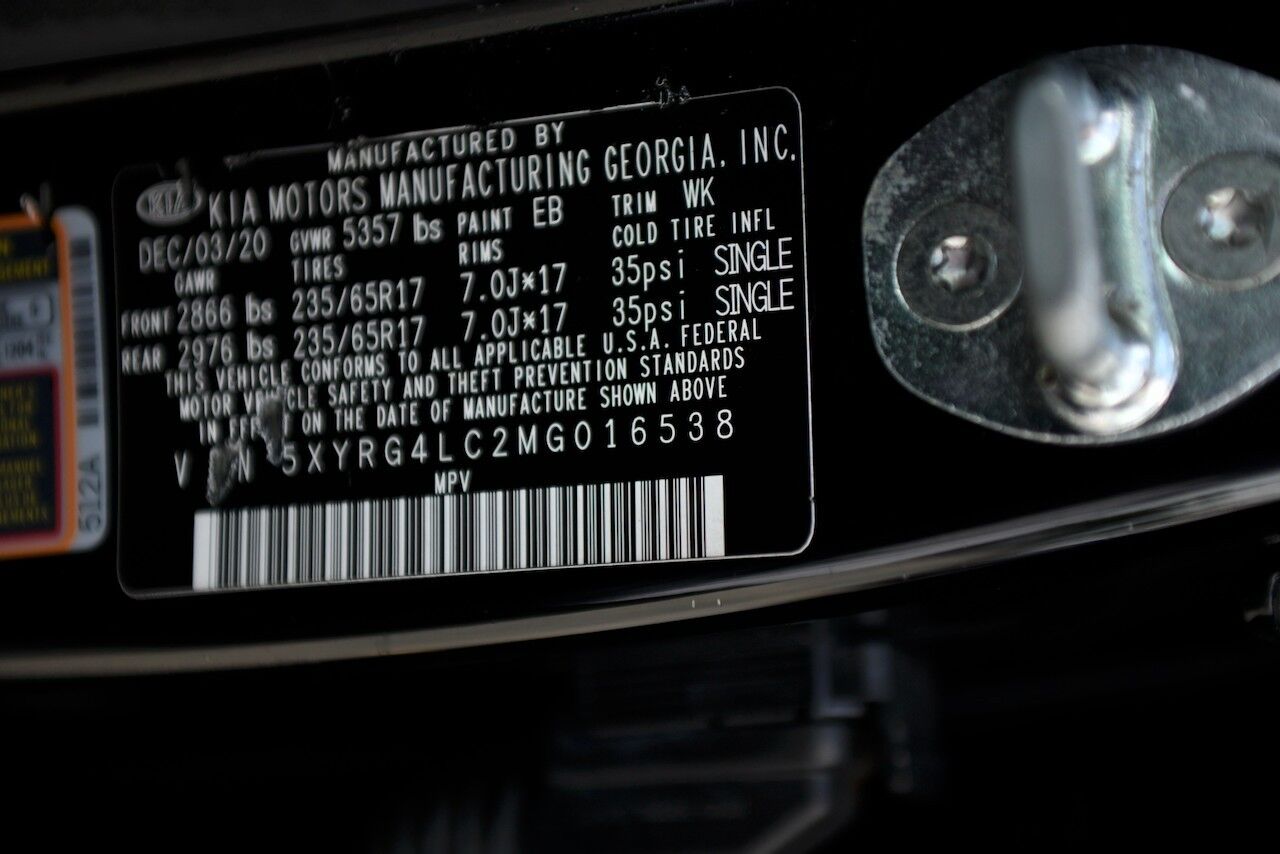 MANUFACTURED BY
KIA KIA MOTORS MANUFACTURING GEORGIA, INC.
DEC/03/20 GVWR 5357 lbs PAINT EB TRIM WK
GAWR TIRES RIMS COLD TIRE INFL
FRONT 2866 lbs 235/65R17 7.0J*17 35psi SINGLE
REAR 2976 lbs 235/65R17 7.0J*17 35psi SINGLE
THIS VEHICLE CONFORMS TO ALL APPLICABLE U.S.A. FEDERAL
MOTOR VEHICLE SAFETY AND THEFT PREVENTION STANDARDS
IN EFFECT ON THE DATE OF MANUFACTURE SHOWN ABOVE
VIN 5XYRG4LC2MG016538
MPV
512A